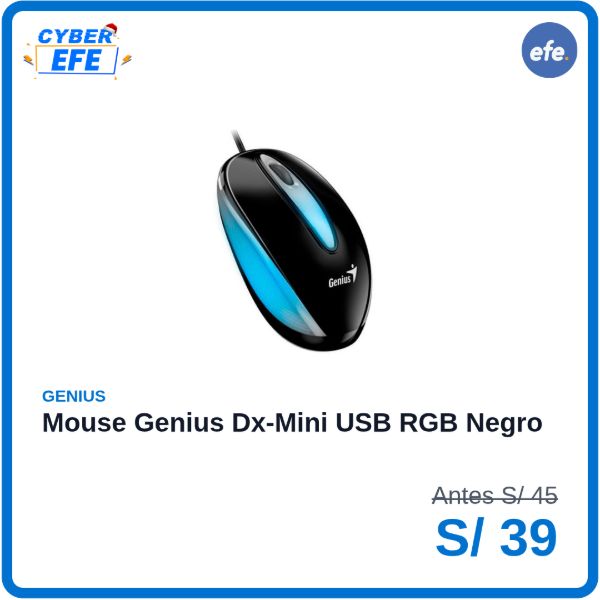 CYBER
EFE
efe.
Genius
GENIUS
Mouse Genius Dx-Mini USB RGB Negro
Antes S/ 45
S/ 39